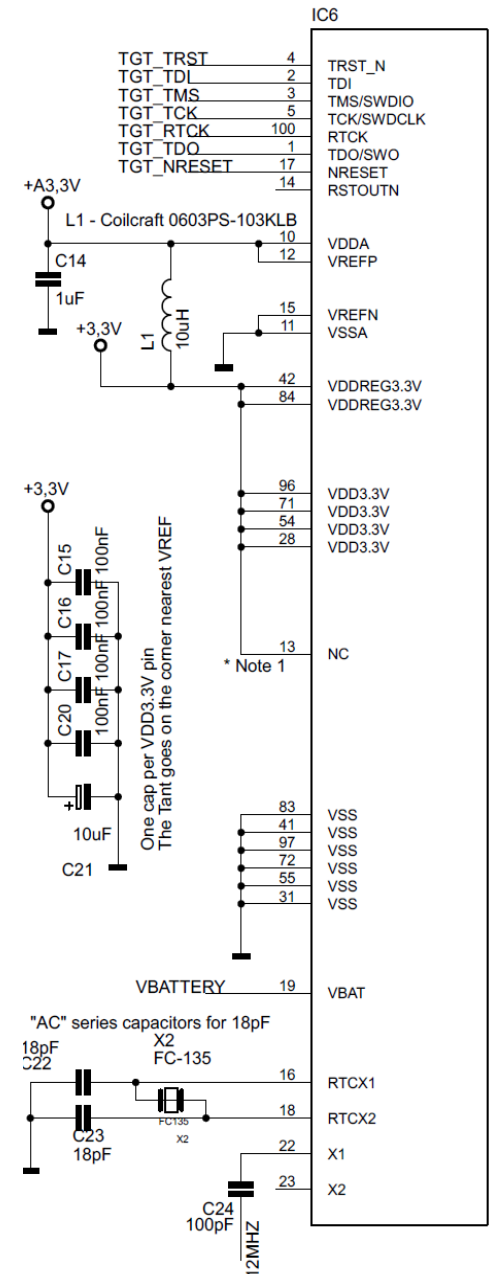 IC6
TGT_TRST 4 TRST_N
TGT_TDI 2 TDI
TGT_TMS 3 TMS/SWDIO
TGT_TCK 5 TCK/SWDCLK
TGT_RTCK 100 RTCK
TGT_TDO 1 TDO/SWO
TGT_NRESET 17 NRESET
14 RSTOUTN
+A3,3V
L1 - Coilcraft 0603PS-103KLB
10 VDDA
C14
12 VREFP
1uF
L1
10uH
15 VREFN
+3,3V
11 VSSA
42 VDDREG3.3V
84 VDDREG3.3V
+3,3V
96 VDD3.3V
71 VDD3.3V
54 VDD3.3V
28 VDD3.3V
C15 100nF
C16 100nF
C17 100nF
C20 100nF
One cap per VDD3.3V pin
The Tant goes on the corner nearest VREF
13 NC
* Note 1
+
10uF
C21
83 VSS
41 VSS
97 VSS
72 VSS
55 VSS
31 VSS
VBATTERY 19 VBAT
"AC" series capacitors for 18pF
X2
FC-135
18pF
C22
16 RTCX1
FC135
X2
18 RTCX2
C23
18pF
22 X1
23 X2
C24
100pF
12MHZ